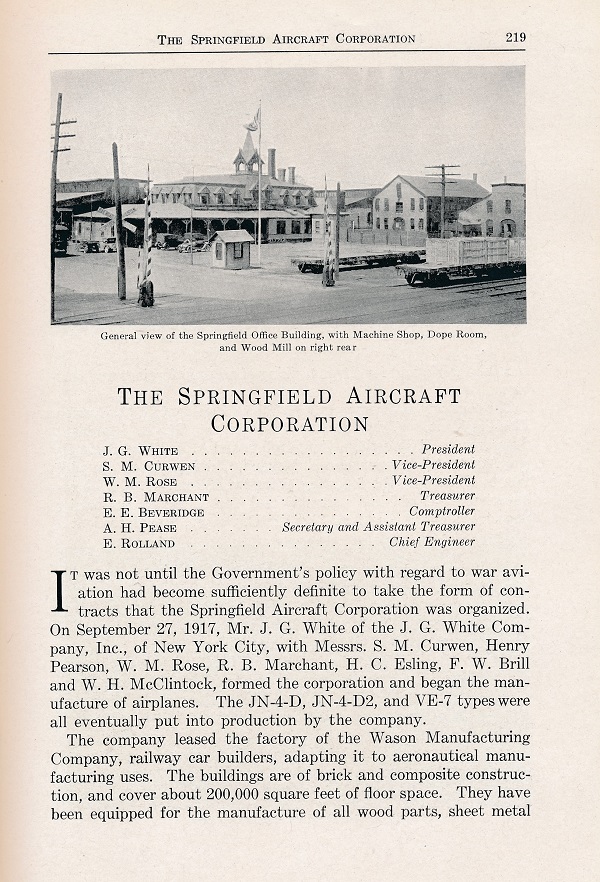 The Springfield Aircraft Corporation 219
General view of the Springfield Office Building, with Machine Shop, Dope Room,
and Wood Mill on right rear
The Springfield Aircraft
Corporation
J. G. White . . . . . . . . . . . . . . . . . . President
S. M. Curwen . . . . . . . . . . . . . . . Vice-President
W. M. Rose . . . . . . . . . . . . . . . . Vice-President
R. B. Marchant . . . . . . . . . . . . . . . Treasurer
E. E. Beveridge . . . . . . . . . . . . . . Comptroller
A. H. Pease . . . . . . . Secretary and Assistant Treasurer
E. Rolland . . . . . . . . . . . . . . . Chief Engineer
It was not until the Government's policy with regard to war avi-
ation had become sufficiently definite to take the form of con-
tracts that the Springfield Aircraft Corporation was organized.
On September 27, 1917, Mr. J. G. White of the J. G. White Com-
pany, Inc., of New York City, with Messrs. S. M. Curwen, Henry
Pearson, W. M. Rose, R. B. Marchant, H. C. Esling, F. W. Brill
and W. H. McClintock, formed the corporation and began the man-
ufacture of airplanes. The JN-4-D, JN-4-D2, and VE-7 types were
all eventually put into production by the company.
The company leased the factory of the Wason Manufacturing
Company, railway car builders, adapting it to aeronautical manu-
facturing uses. The buildings are of brick and composite construc-
tion, and cover about 200,000 square feet of floor space. They have
been equipped for the manufacture of all wood parts, sheet metal